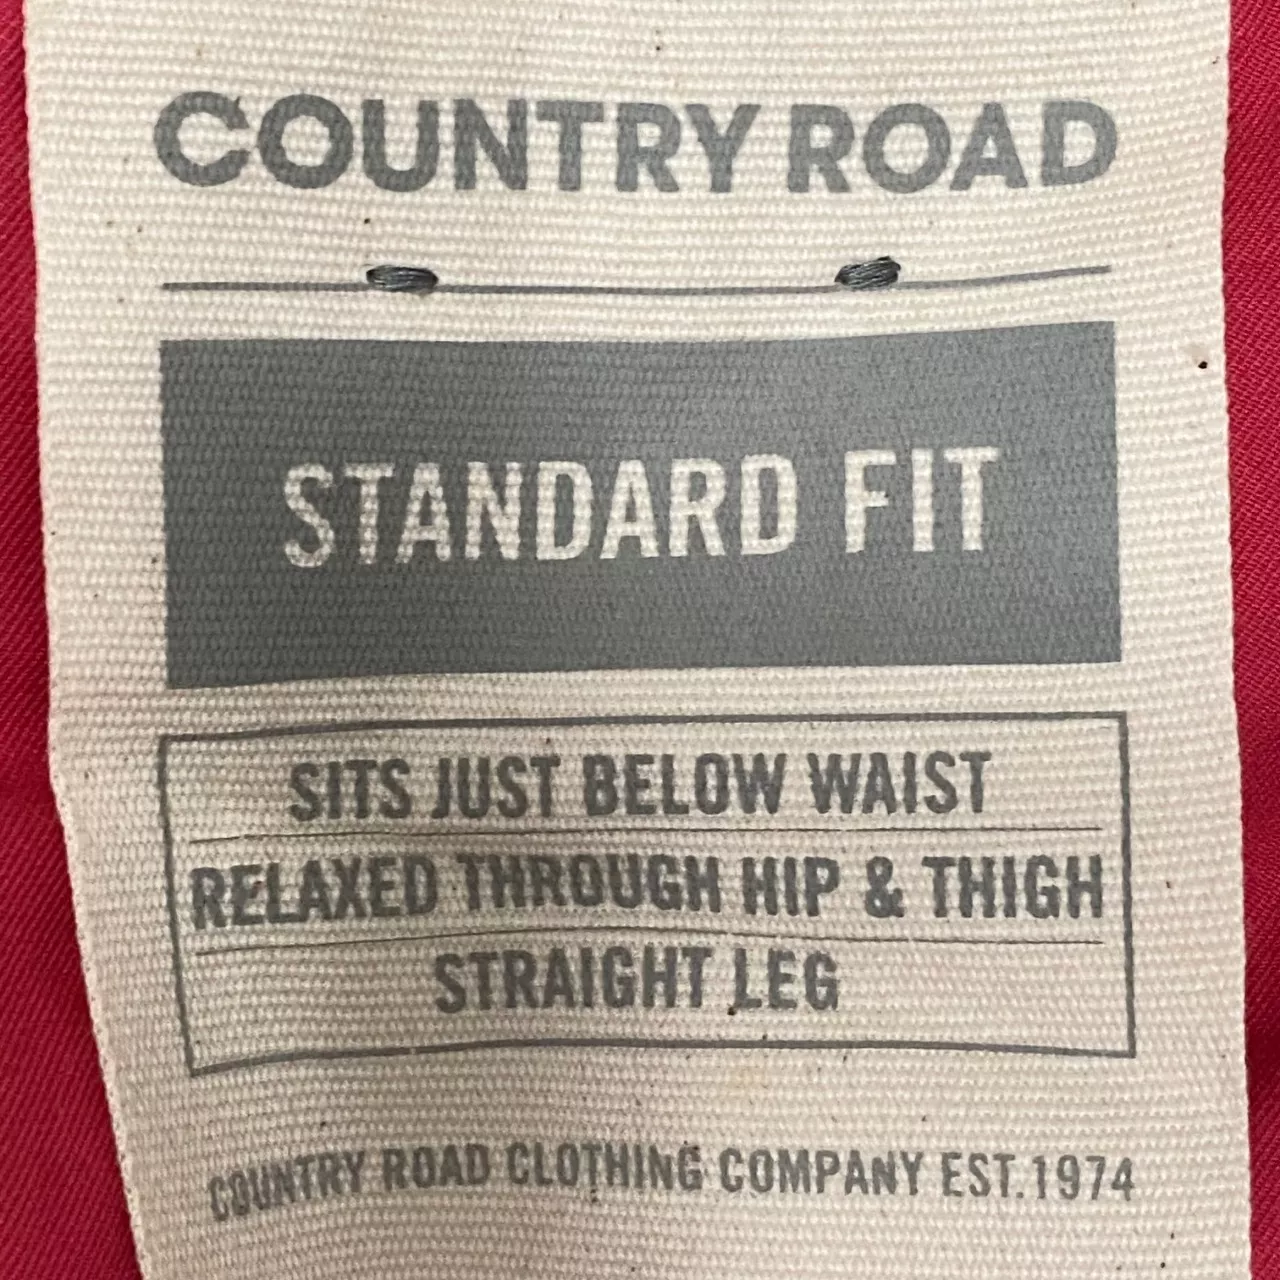 COUNTRY ROAD
STANDARD FIT
SITS JUST BELOW WAIST
RELAXED THROUGH HIP & THIGH
STRAIGHT LEG
COUNTRY ROAD CLOTHING COMPANY EST.1974